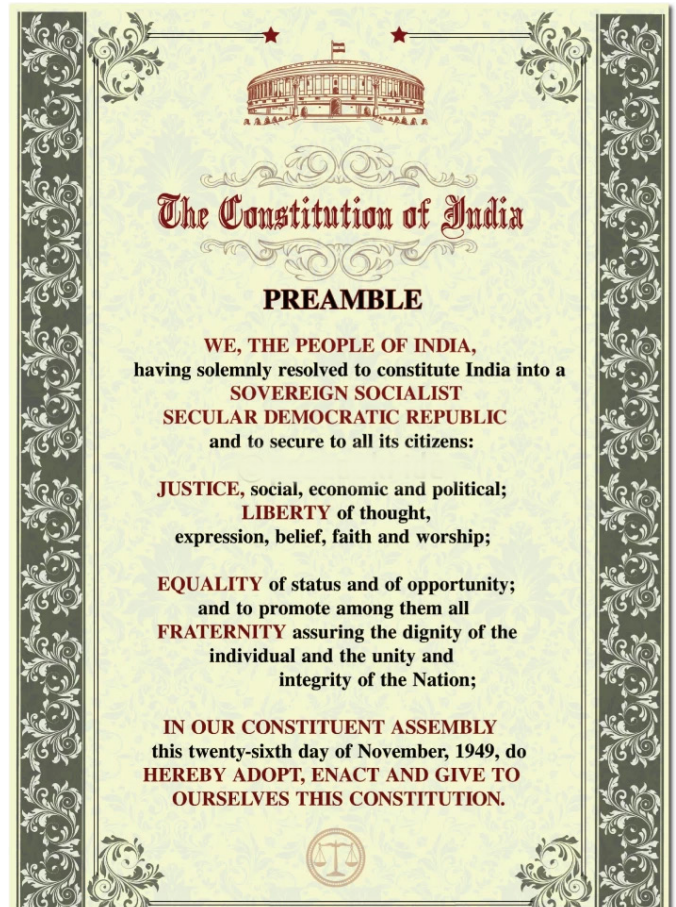 The Constitution of India
PREAMBLE
WE, THE PEOPLE OF INDIA,
having solemnly resolved to constitute India into a
SOVEREIGN SOCIALIST
SECULAR DEMOCRATIC REPUBLIC
and to secure to all its citizens:
JUSTICE, social, economic and political;
LIBERTY of thought,
expression, belief, faith and worship;
EQUALITY of status and of opportunity;
and to promote among them all
FRATERNITY assuring the dignity of the
individual and the unity and
integrity of the Nation;
IN OUR CONSTITUENT ASSEMBLY
this twenty-sixth day of November, 1949, do
HEREBY ADOPT, ENACT AND GIVE TO
OURSELVES THIS CONSTITUTION.